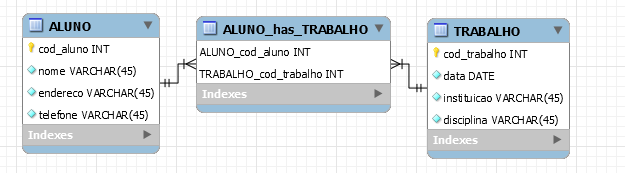 ALUNO
cod_aluno INT
nome VARCHAR(45)
endereco VARCHAR(45)
telefone VARCHAR(45)
Indexes
ALUNO_has_TRABALHO
ALUNO_cod_aluno INT
TRABALHO_cod_trabalho INT
Indexes
TRABALHO
cod_trabalho INT
data DATE
instituicao VARCHAR(45)
disciplina VARCHAR(45)
Indexes